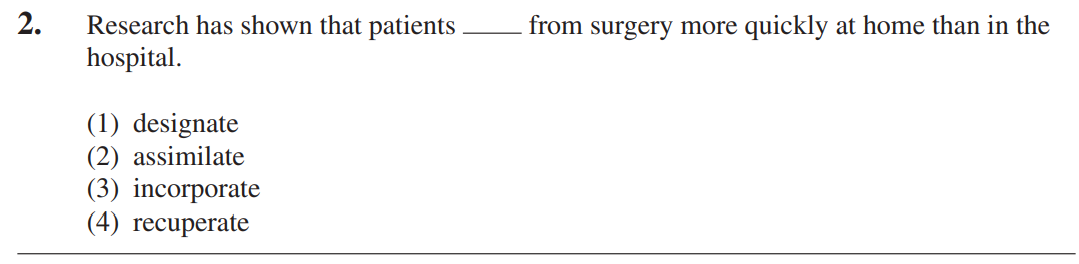 2. Research has shown that patients ____ from surgery more quickly at home than in the
hospital.
(1) designate
(2) assimilate
(3) incorporate
(4) recuperate